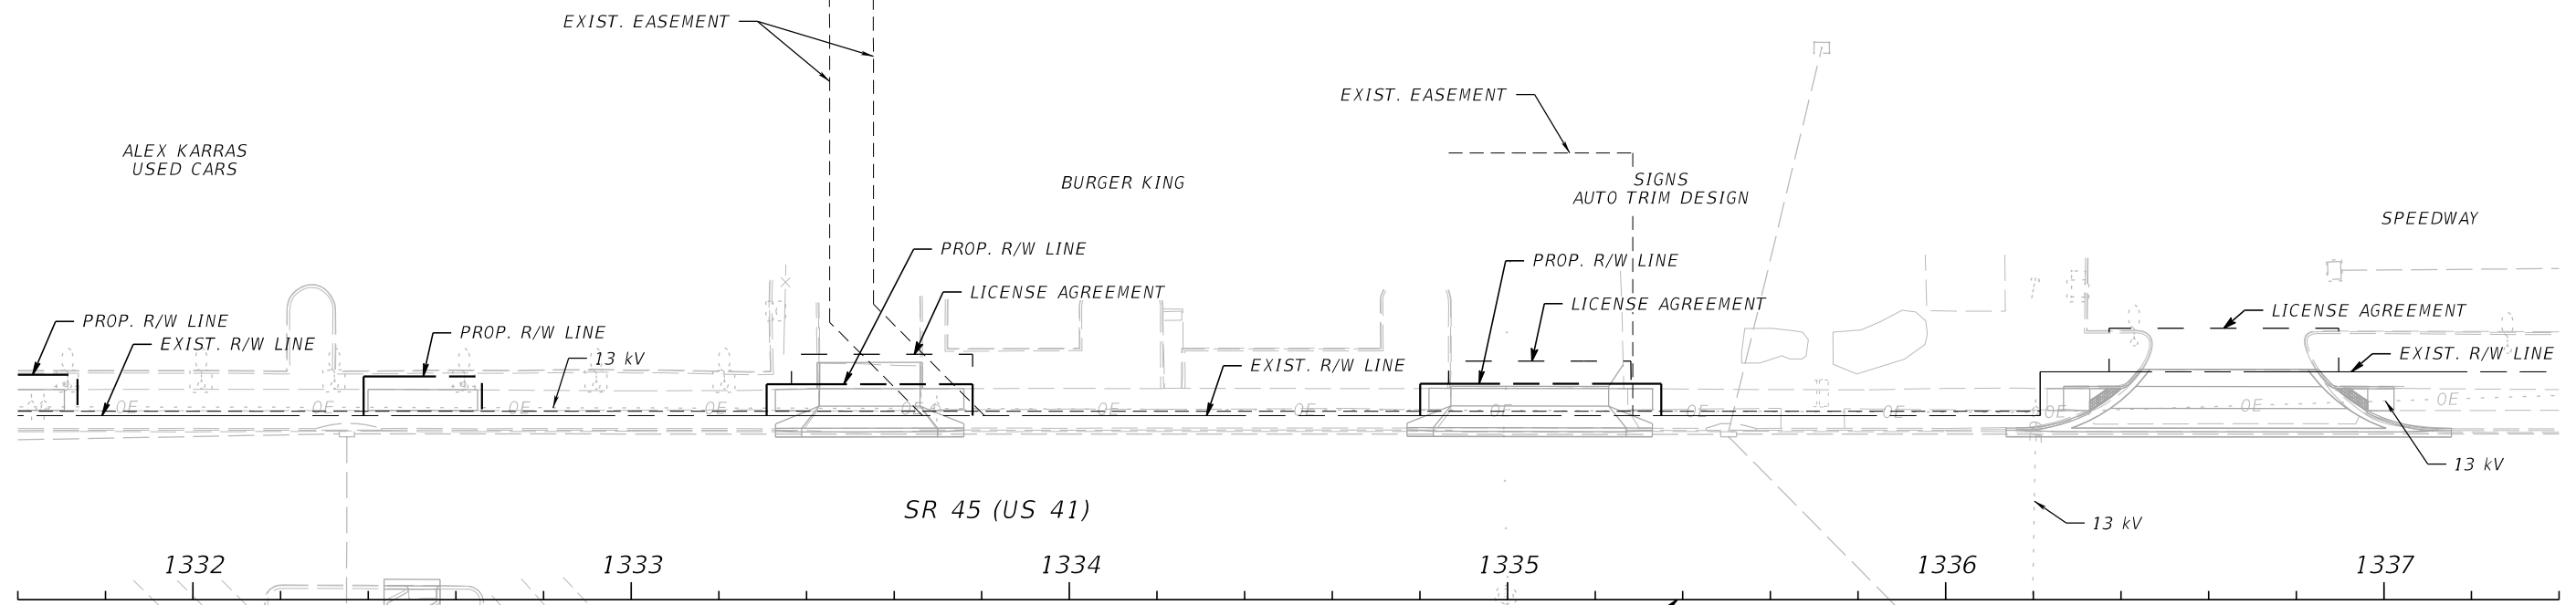 EXIST. EASEMENT
EXIST. EASEMENT
ALEX KARRAS
USED CARS
BURGER KING
SIGNS
AUTO TRIM DESIGN
SPEEDWAY
PROP. R/W LINE
PROP. R/W LINE
LICENSE AGREEMENT
LICENSE AGREEMENT
LICENSE AGREEMENT
PROP. R/W LINE
EXIST. R/W LINE
PROP. R/W LINE
13 kV
EXIST. R/W LINE
EXIST. R/W LINE
OE OE OE OE OE OE OE OE OE OE OE OE OE
13 kV
SR 45 (US 41)
13 kV
1332 1333 1334 1335 1336 1337